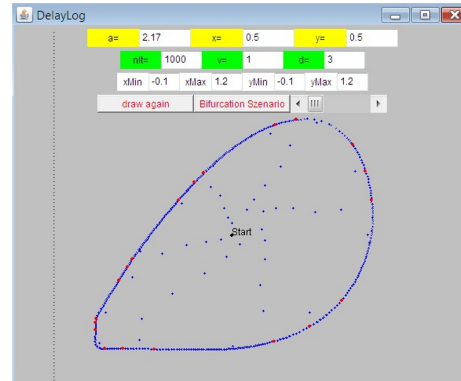 DelayLog
a= 2.17 x= 0.5 y= 0.5
nIt= 1000 v= 1 d= 3
xMin -0.1 xMax 1.2 yMin -0.1 yMax 1.2
draw again Bifurcation Szenario
Start